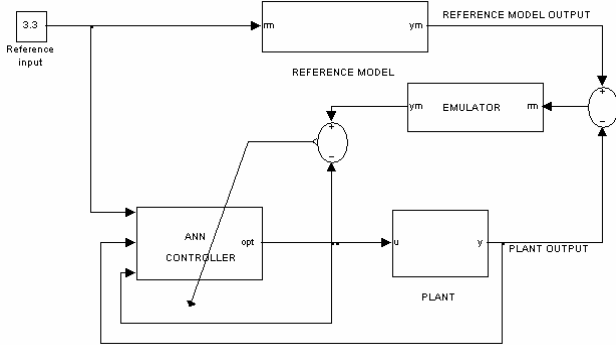 3.3
Reference
input
rm
ym
REFERENCE MODEL OUTPUT
REFERENCE MODEL
+
−
ym
EMULATOR
rm
+
−
ANN
CONTROLLER
opt
u
y
PLANT OUTPUT
PLANT